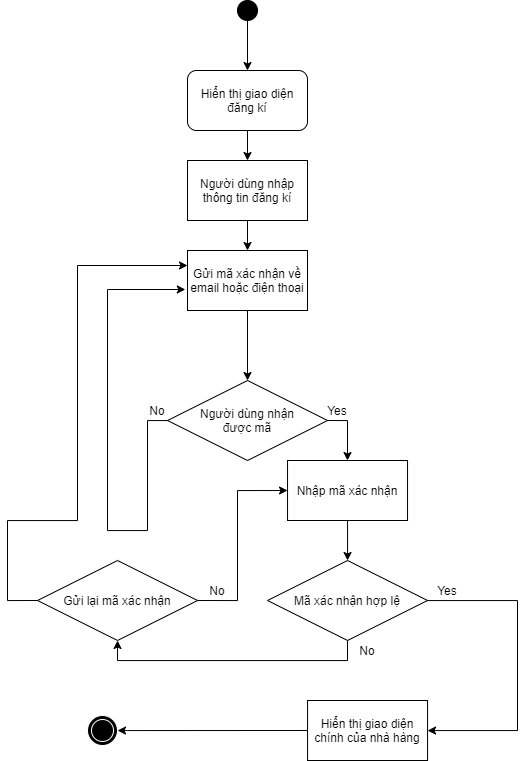 Hiển thị giao diện
đăng kí
Người dùng nhập
thông tin đăng kí
Gửi mã xác nhận về
email hoặc điện thoại
No
Người dùng nhận
được mã
Yes
Nhập mã xác nhận
Gửi lại mã xác nhận
No
Mã xác nhận hợp lệ
Yes
No
Hiển thị giao diện
chính của nhà hàng